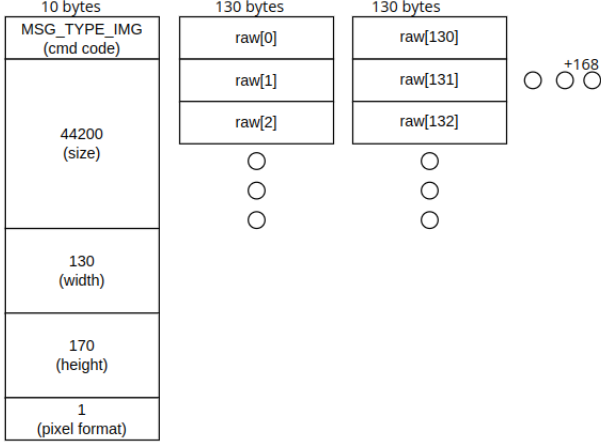 10 bytes
130 bytes
130 bytes
MSG_TYPE_IMG
(cmd code)
44200
(size)
130
(width)
170
(height)
1
(pixel format)
raw[0]
raw[1]
raw[2]
raw[130]
raw[131]
raw[132]
+168